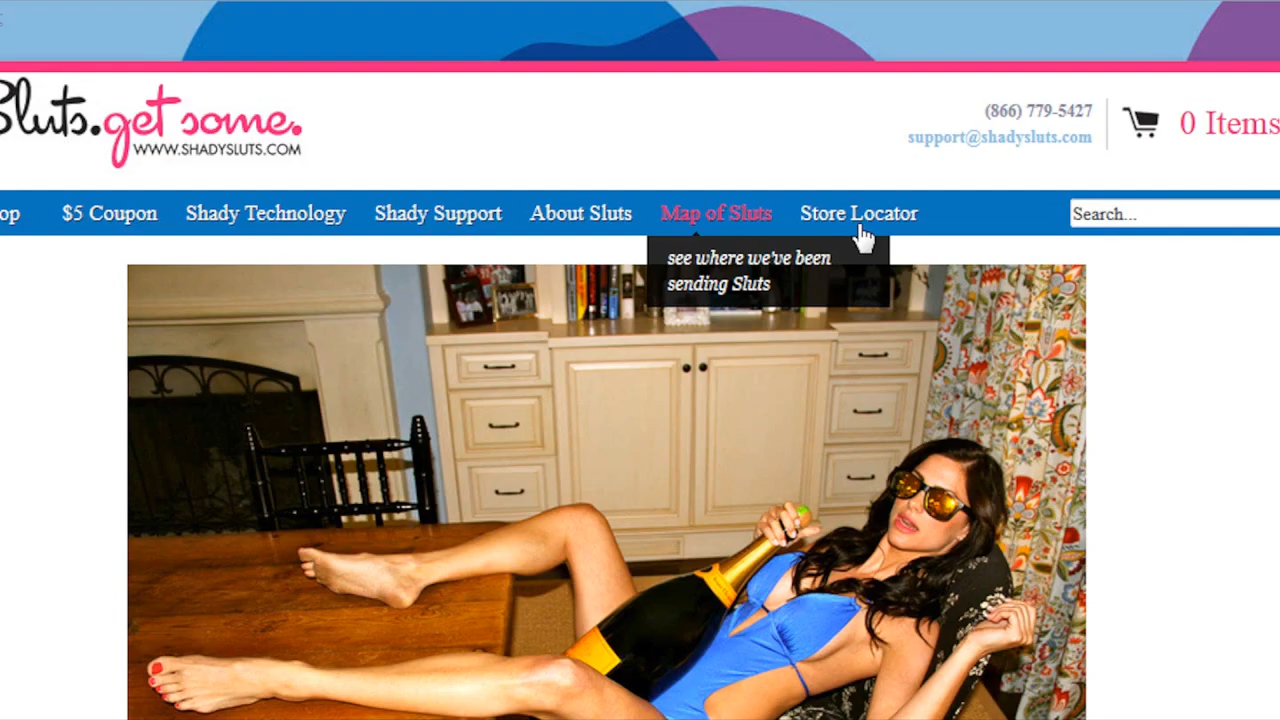 Sluts. get some.
WWW.SHADYSLUTS.COM
(866) 779-5427
support@shadysluts.com
0 Items
op $5 Coupon Shady Technology Shady Support About Sluts Map of Sluts Store Locator Search...
see where we've been
sending Sluts